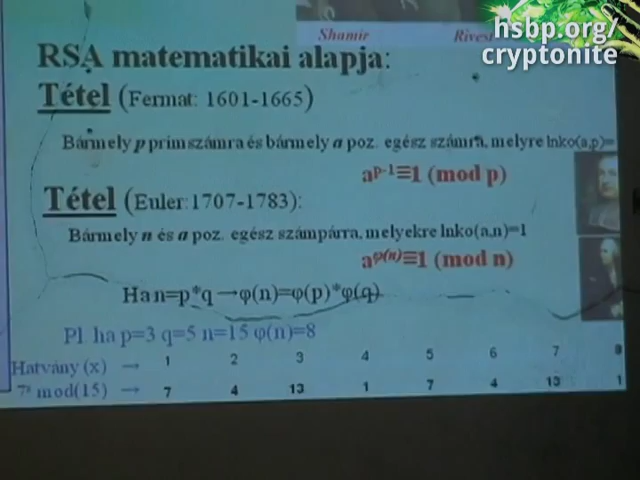 hsbp.org/
cryptonite
Shamir
RSA matematikai alapja:
Tétel (Fermat: 1601-1665)
Bármely p prímszámra és bármely a poz. egész számra, melyre lnko(a,p)=
a^{p-1}≡1 (mod p)
Tétel (Euler:1707-1783):
Bármely n és a poz. egész számpárra, melyekre lnko(a,n)=1
a^{φ(n)}≡1 (mod n)
Ha n=p*q →φ(n)=φ(p)*φ(q)
Pl. ha p=3 q=5 n=15 φ(n)=8
Hatvány (x) → 1 2 3 4 5 6 7 8
7^x mod(15) → 7 4 13 1 7 4 13 1